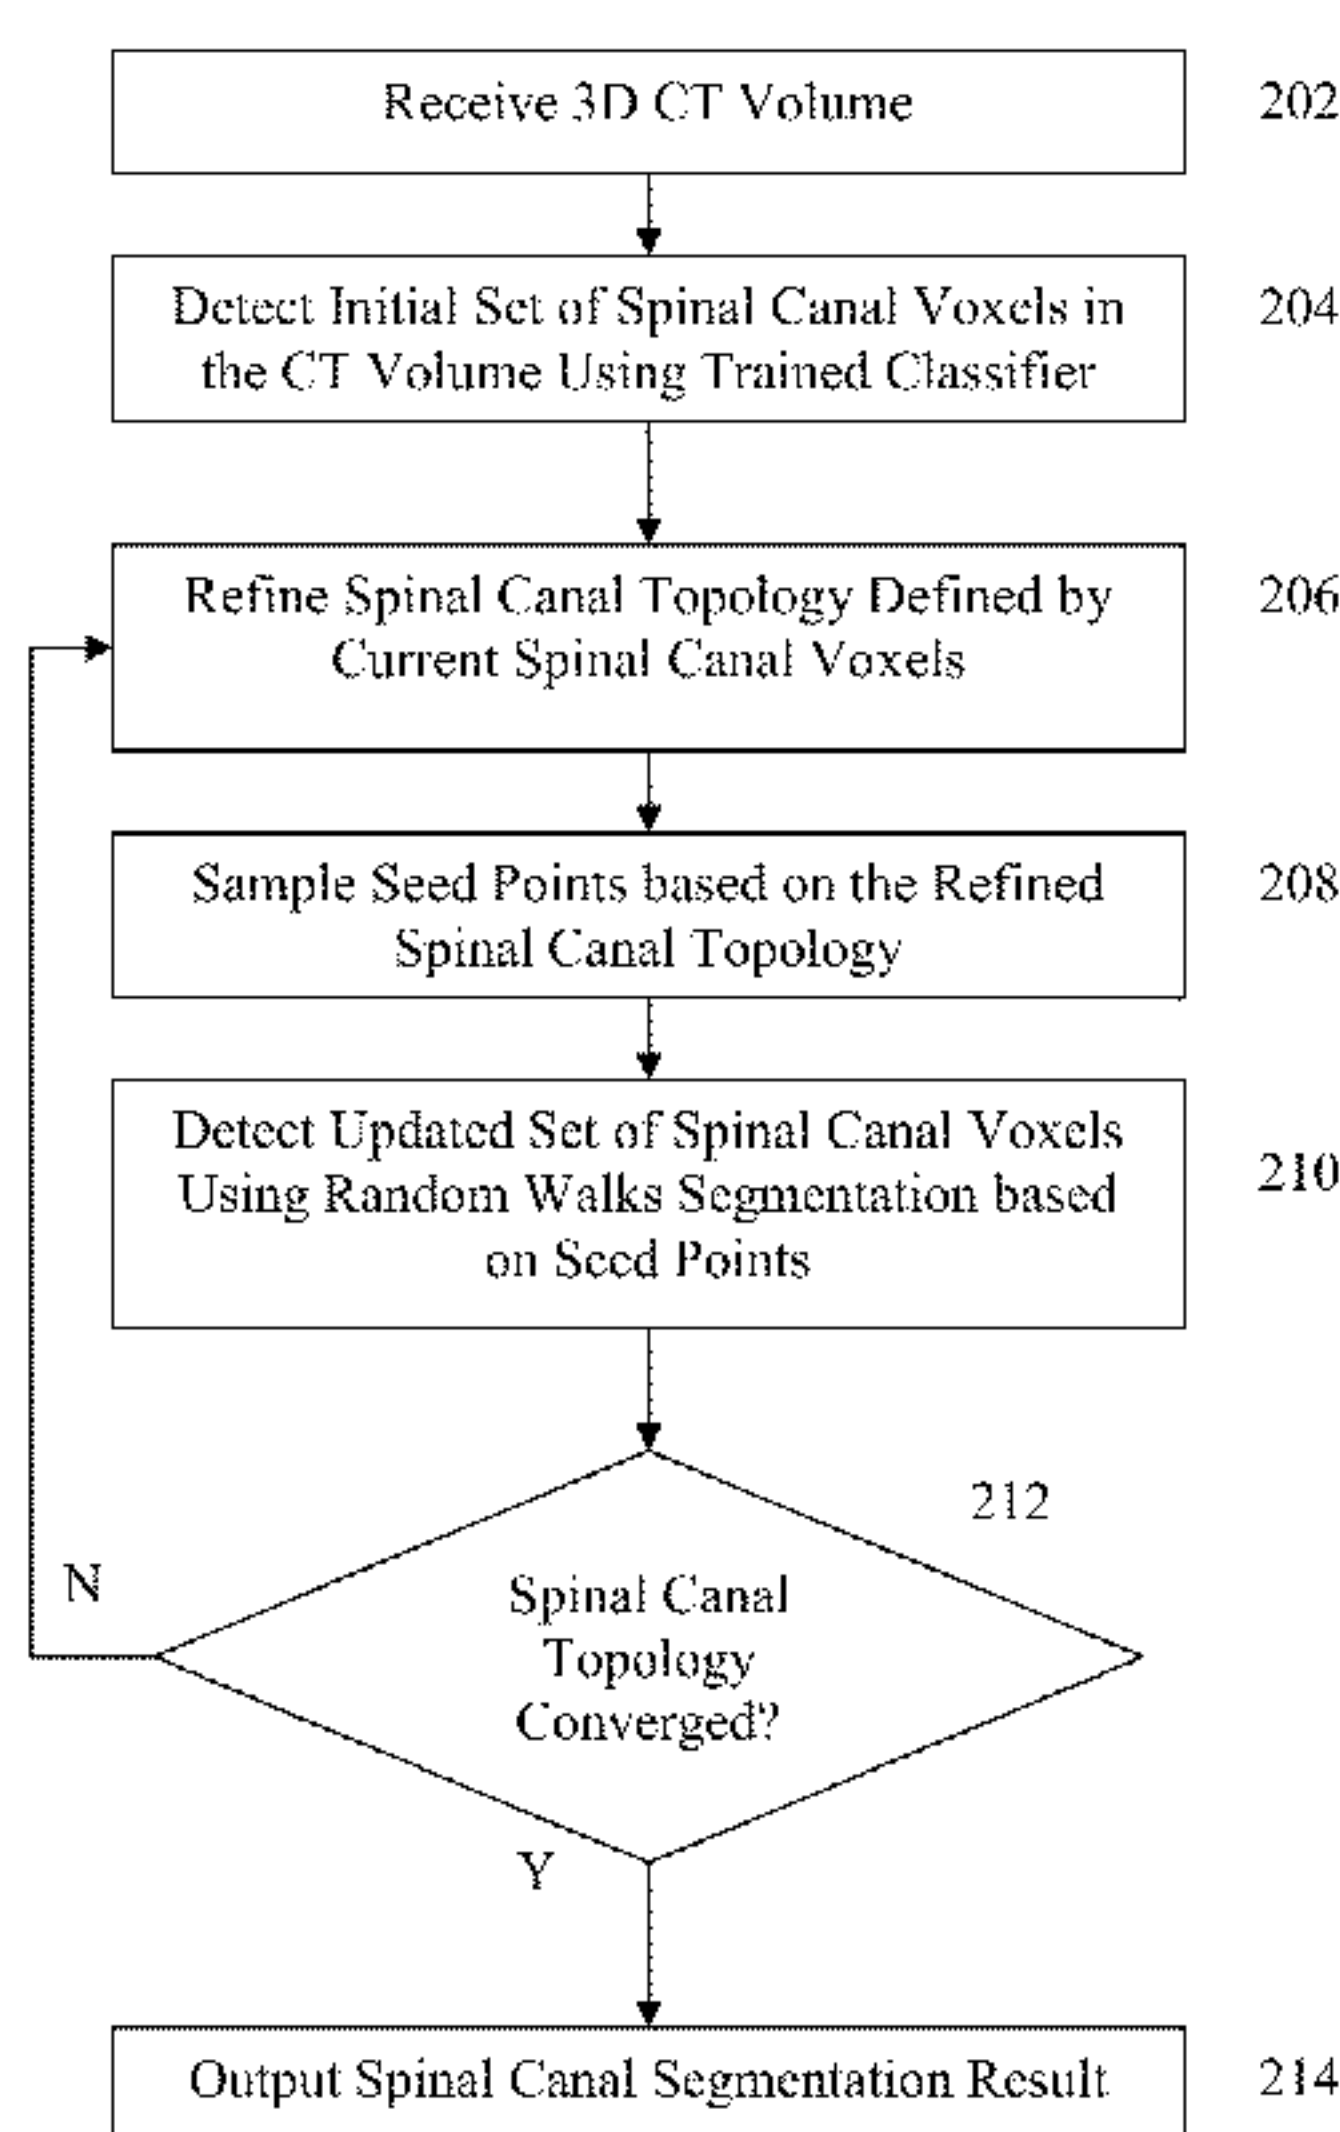 Receive 3D CT Volume
202
Detect Initial Set of Spinal Canal Voxels in
the CT Volume Using Trained Classifier
204
Refine Spinal Canal Topology Defined by
Current Spinal Canal Voxels
206
Sample Seed Points based on the Refined
Spinal Canal Topology
208
Detect Updated Set of Spinal Canal Voxels
Using Random Walks Segmentation based
on Seed Points
210
212
N
Spinal Canal
Topology
Converged?
Y
Output Spinal Canal Segmentation Result
214